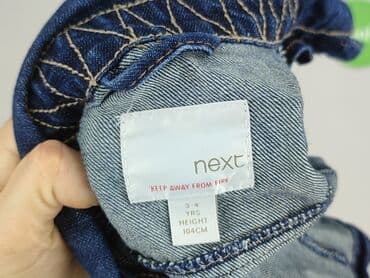 next
KEEP AWAY FROM FIRE
3-4
YRS
HEIGHT
104CM